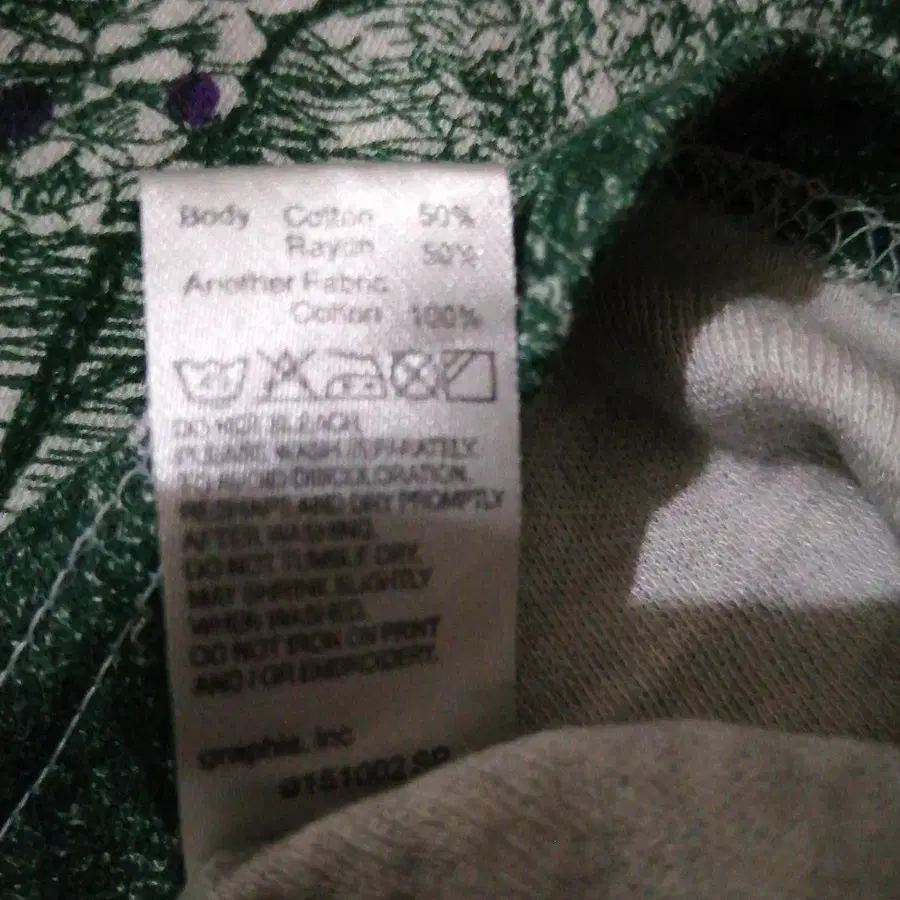 Body Cotton 50%
Rayon 50%
Another Fabric
Cotton 100%
DO NOT BLEACH.
PLEASE WASH SEPARATELY.
TO AVOID DISCOLORATION.
RESHAPE AND DRY PROMPTLY
AFTER WASHING.
DO NOT TUMBLE DRY.
MAY SHRINK SLIGHTLY
WHEN WASHED.
DO NOT IRON ON PRINT
AND / OR EMBROIDERY.
graphis, inc